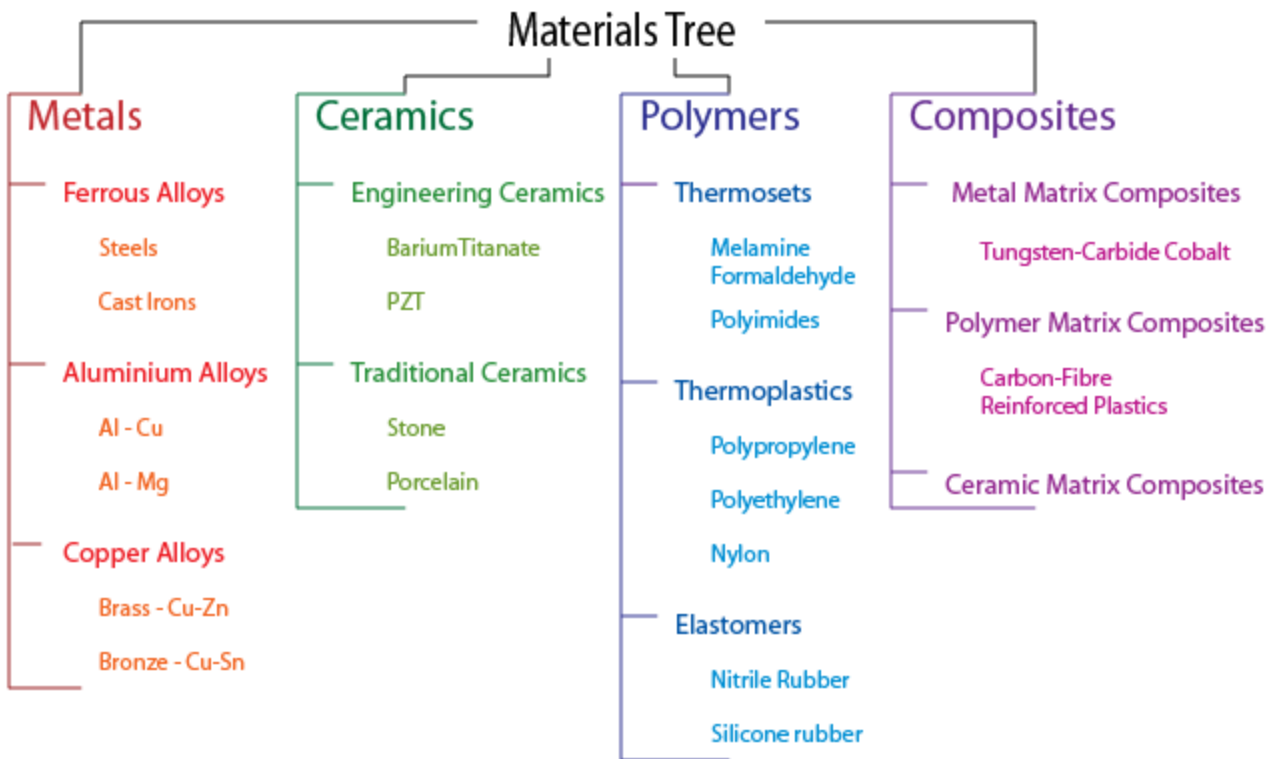 Materials Tree
Metals
Ferrous Alloys
Steels
Cast Irons
Aluminium Alloys
Al - Cu
Al - Mg
Copper Alloys
Brass - Cu-Zn
Bronze - Cu-Sn
Ceramics
Engineering Ceramics
BariumTitanate
PZT
Traditional Ceramics
Stone
Porcelain
Polymers
Thermosets
Melamine
Formaldehyde
Polyimides
Thermoplastics
Polypropylene
Polyethylene
Nylon
Elastomers
Nitrile Rubber
Silicone rubber
Composites
Metal Matrix Composites
Tungsten-Carbide Cobalt
Polymer Matrix Composites
Carbon-Fibre
Reinforced Plastics
Ceramic Matrix Composites